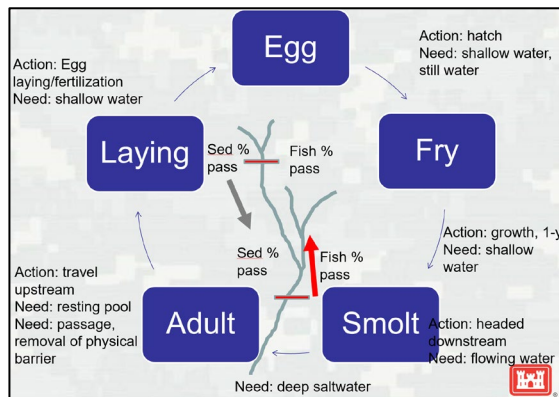 Egg
Action: hatch
Need: shallow water,
still water
Action: Egg
laying/fertilization
Need: shallow water
Laying
Sed %
pass
Fish %
pass
Fry
Sed %
pass
Fish %
pass
Action: growth, 1-y
Need: shallow
water
Action: travel
upstream
Need: resting pool
Need: passage,
removal of physical
barrier
Adult
Smolt
Action: headed
downstream
Need: flowing water
Need: deep saltwater
®